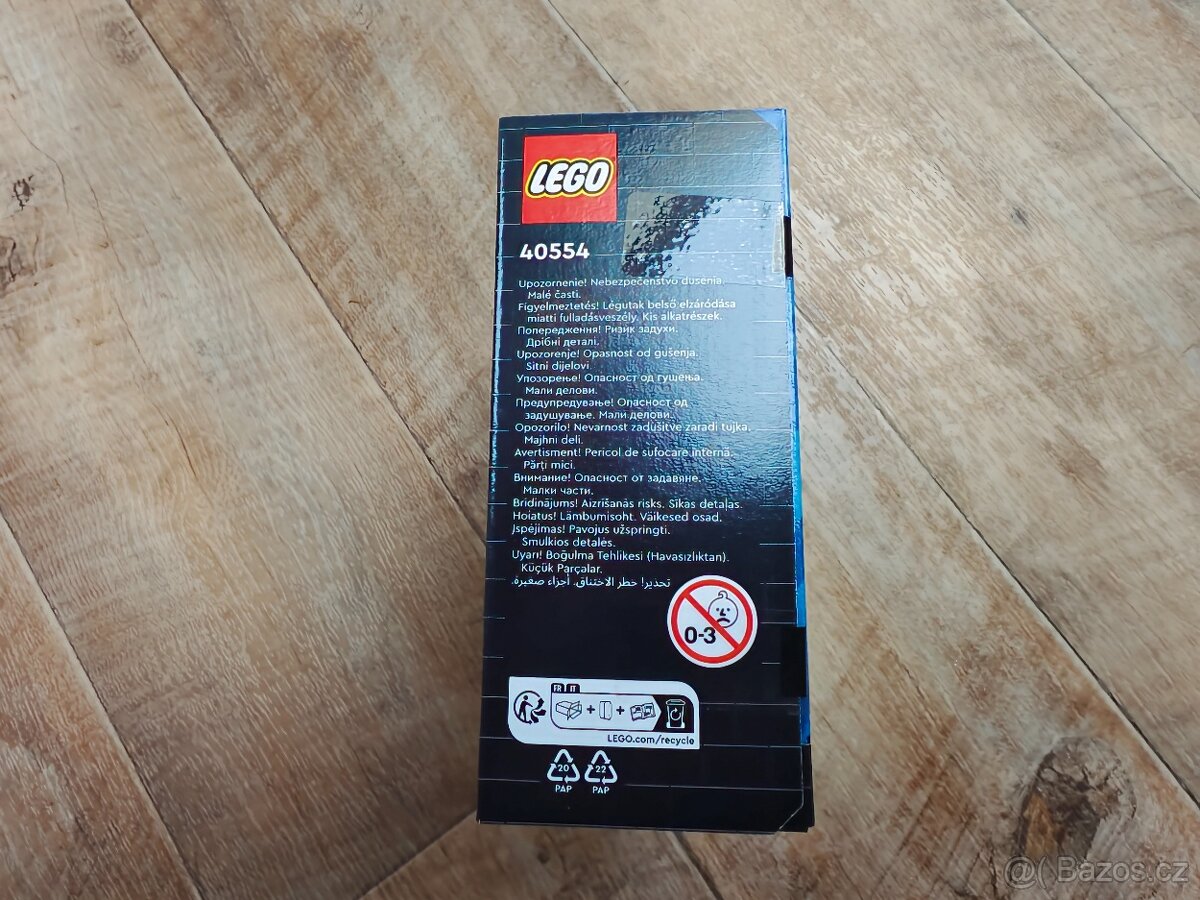 LEGO
40554
Upozornenie! Nebezpečenstvo dusenia.
Malé časti.
Figyelmeztetés! Légutak belső elzáródása
miatti fulladásveszély. Kis alkatrészek.
Попередження! Ризик задухи.
Дрібні деталі.
Upozorenje! Opasnost od gušenja.
Sitni dijelovi.
Упозорење! Опасност од гушења.
Мали делови.
Предупредување! Опасност од
задушување. Мали делови.
Opozorilo! Nevarnost zadušitve zaradi tujka.
Majhni deli.
Avertisment! Pericol de sufocare internă.
Părți mici.
Внимание! Опасност от задавяне.
Малки части.
Brīdinājums! Aizrīšanās risks. Sīkas detaļas.
Hoiatus! Lämbumisoht. Väikesed osad.
Įspėjimas! Pavojus užspringti.
Smulkios detalės.
Uyarı! Boğulma Tehlikesi (Havasızlıktan).
Küçük Parçalar.
تحذير! خطر الاختناق. أجزاء صغيرة.
0-3
FR IT
+ +
LEGO.com/recycle
20 22
PAP PAP
@( Bazos.cz